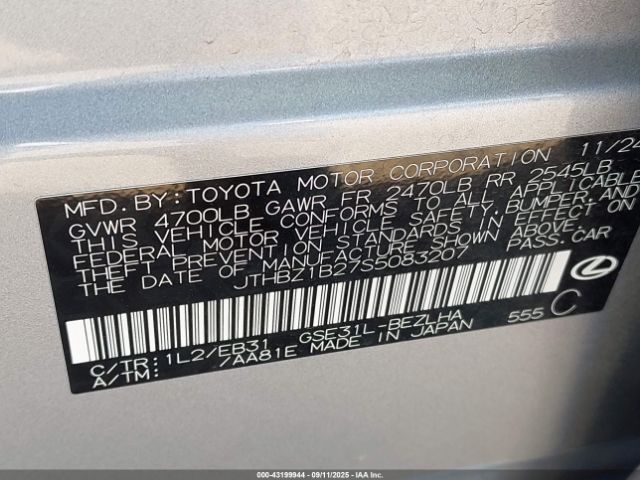 MFD. BY: TOYOTA MOTOR CORPORATION 11/24
GVWR 4700LB GAWR FR 2470LB RR 2545LB
THIS VEHICLE CONFORMS TO ALL APPLICABLE
FEDERAL MOTOR VEHICLE SAFETY, BUMPER, AND
THEFT PREVENTION STANDARDS IN EFFECT ON
THE DATE OF MANUFACTURE SHOWN ABOVE.
JTHBZ1B27S5083207 PASS. CAR
C
555
C/TR: 1L2/EB31 GSE31L-BEZLHA
A/TM: 7AA81E MADE IN JAPAN
000-43199944 - 09/11/2025 - IAA Inc.